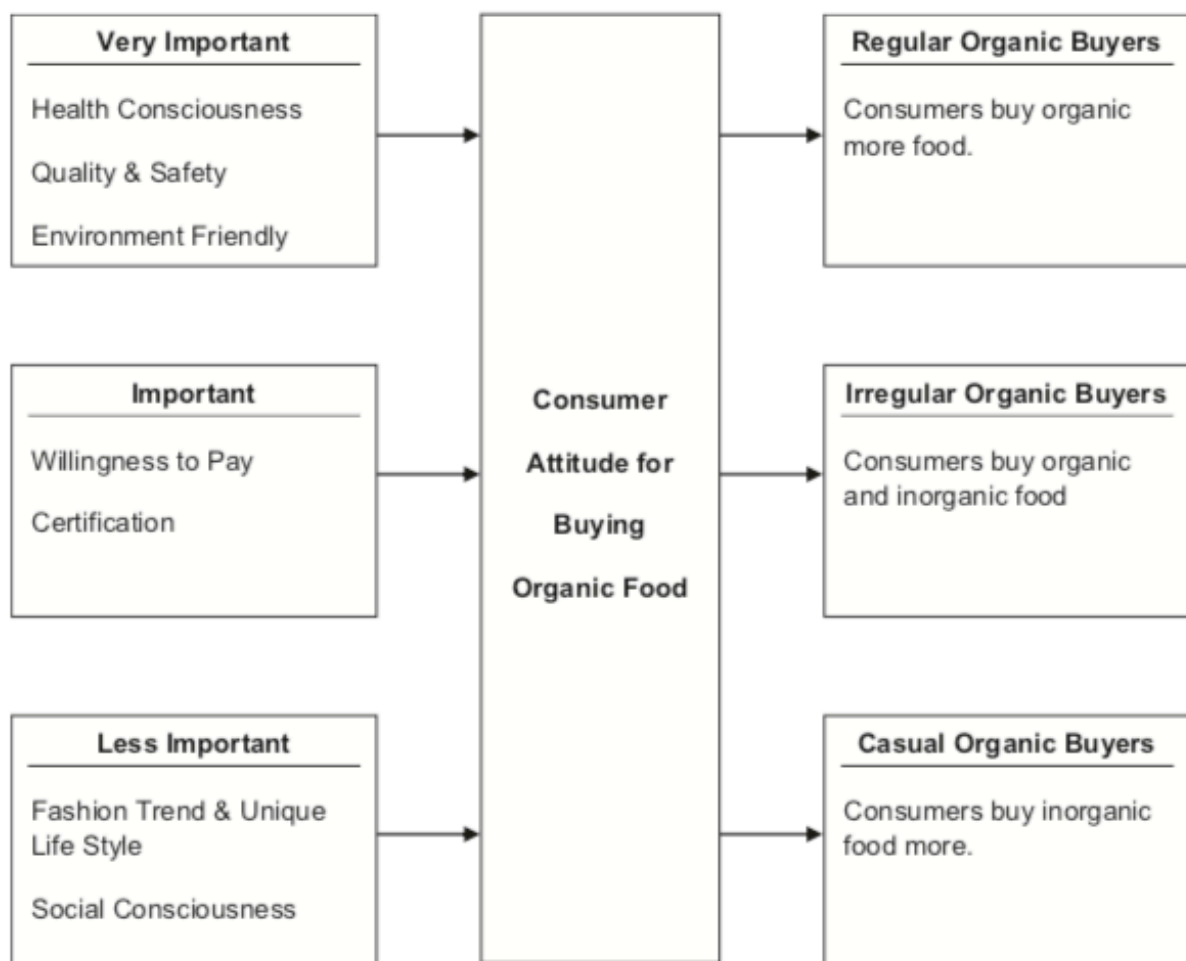 Very Important
Health Consciousness
Quality & Safety
Environment Friendly
Important
Willingness to Pay
Certification
Less Important
Fashion Trend & Unique
Life Style
Social Consciousness
Consumer
Attitude for
Buying
Organic Food
Regular Organic Buyers
Consumers buy organic
more food.
Irregular Organic Buyers
Consumers buy organic
and inorganic food
Casual Organic Buyers
Consumers buy inorganic
food more.